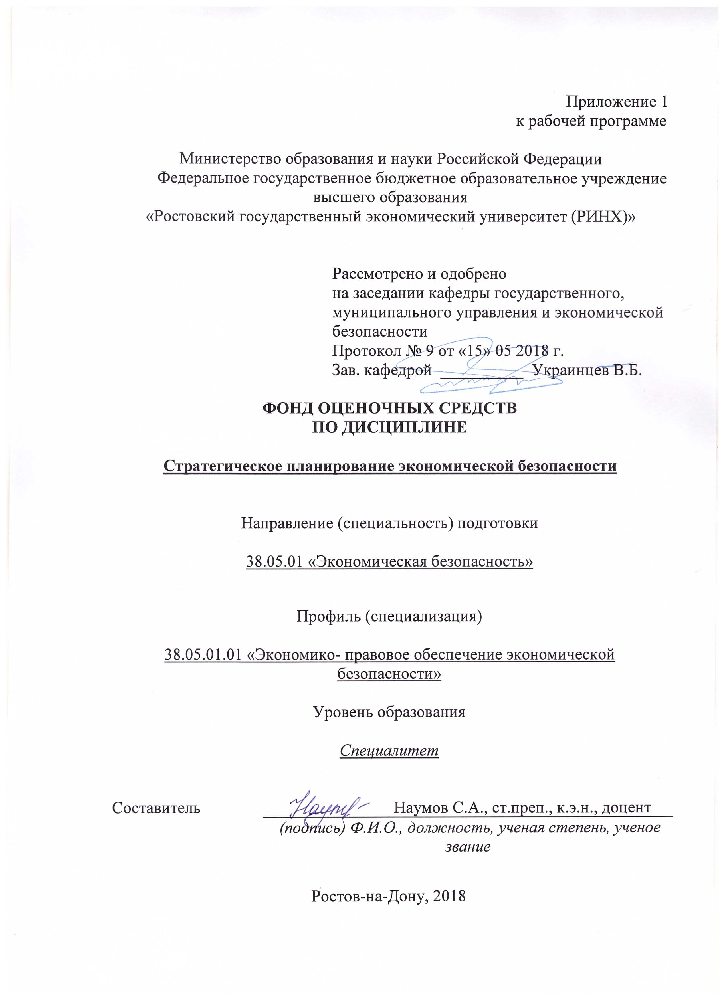 Приложение 1
к рабочей программе
Министерство образования и науки Российской Федерации
Федеральное государственное бюджетное образовательное учреждение
высшего образования
«Ростовский государственный экономический университет (РИНХ)»
Рассмотрено и одобрено
на заседании кафедры государственного,
муниципального управления и экономической
безопасности
Протокол № 9 от «15» 05 2018 г.
Зав. кафедрой __________ Украинцев В.Б.
ФОНД ОЦЕНОЧНЫХ СРЕДСТВ
ПО ДИСЦИПЛИНЕ
Стратегическое планирование экономической безопасности
Направление (специальность) подготовки
38.05.01 «Экономическая безопасность»
Профиль (специализация)
38.05.01.01 «Экономико- правовое обеспечение экономической
безопасности»
Уровень образования
Специалитет
Составитель Наумов С.А., ст.преп., к.э.н., доцент
(подпись) Ф.И.О., должность, ученая степень, ученое
звание
Ростов-на-Дону, 2018